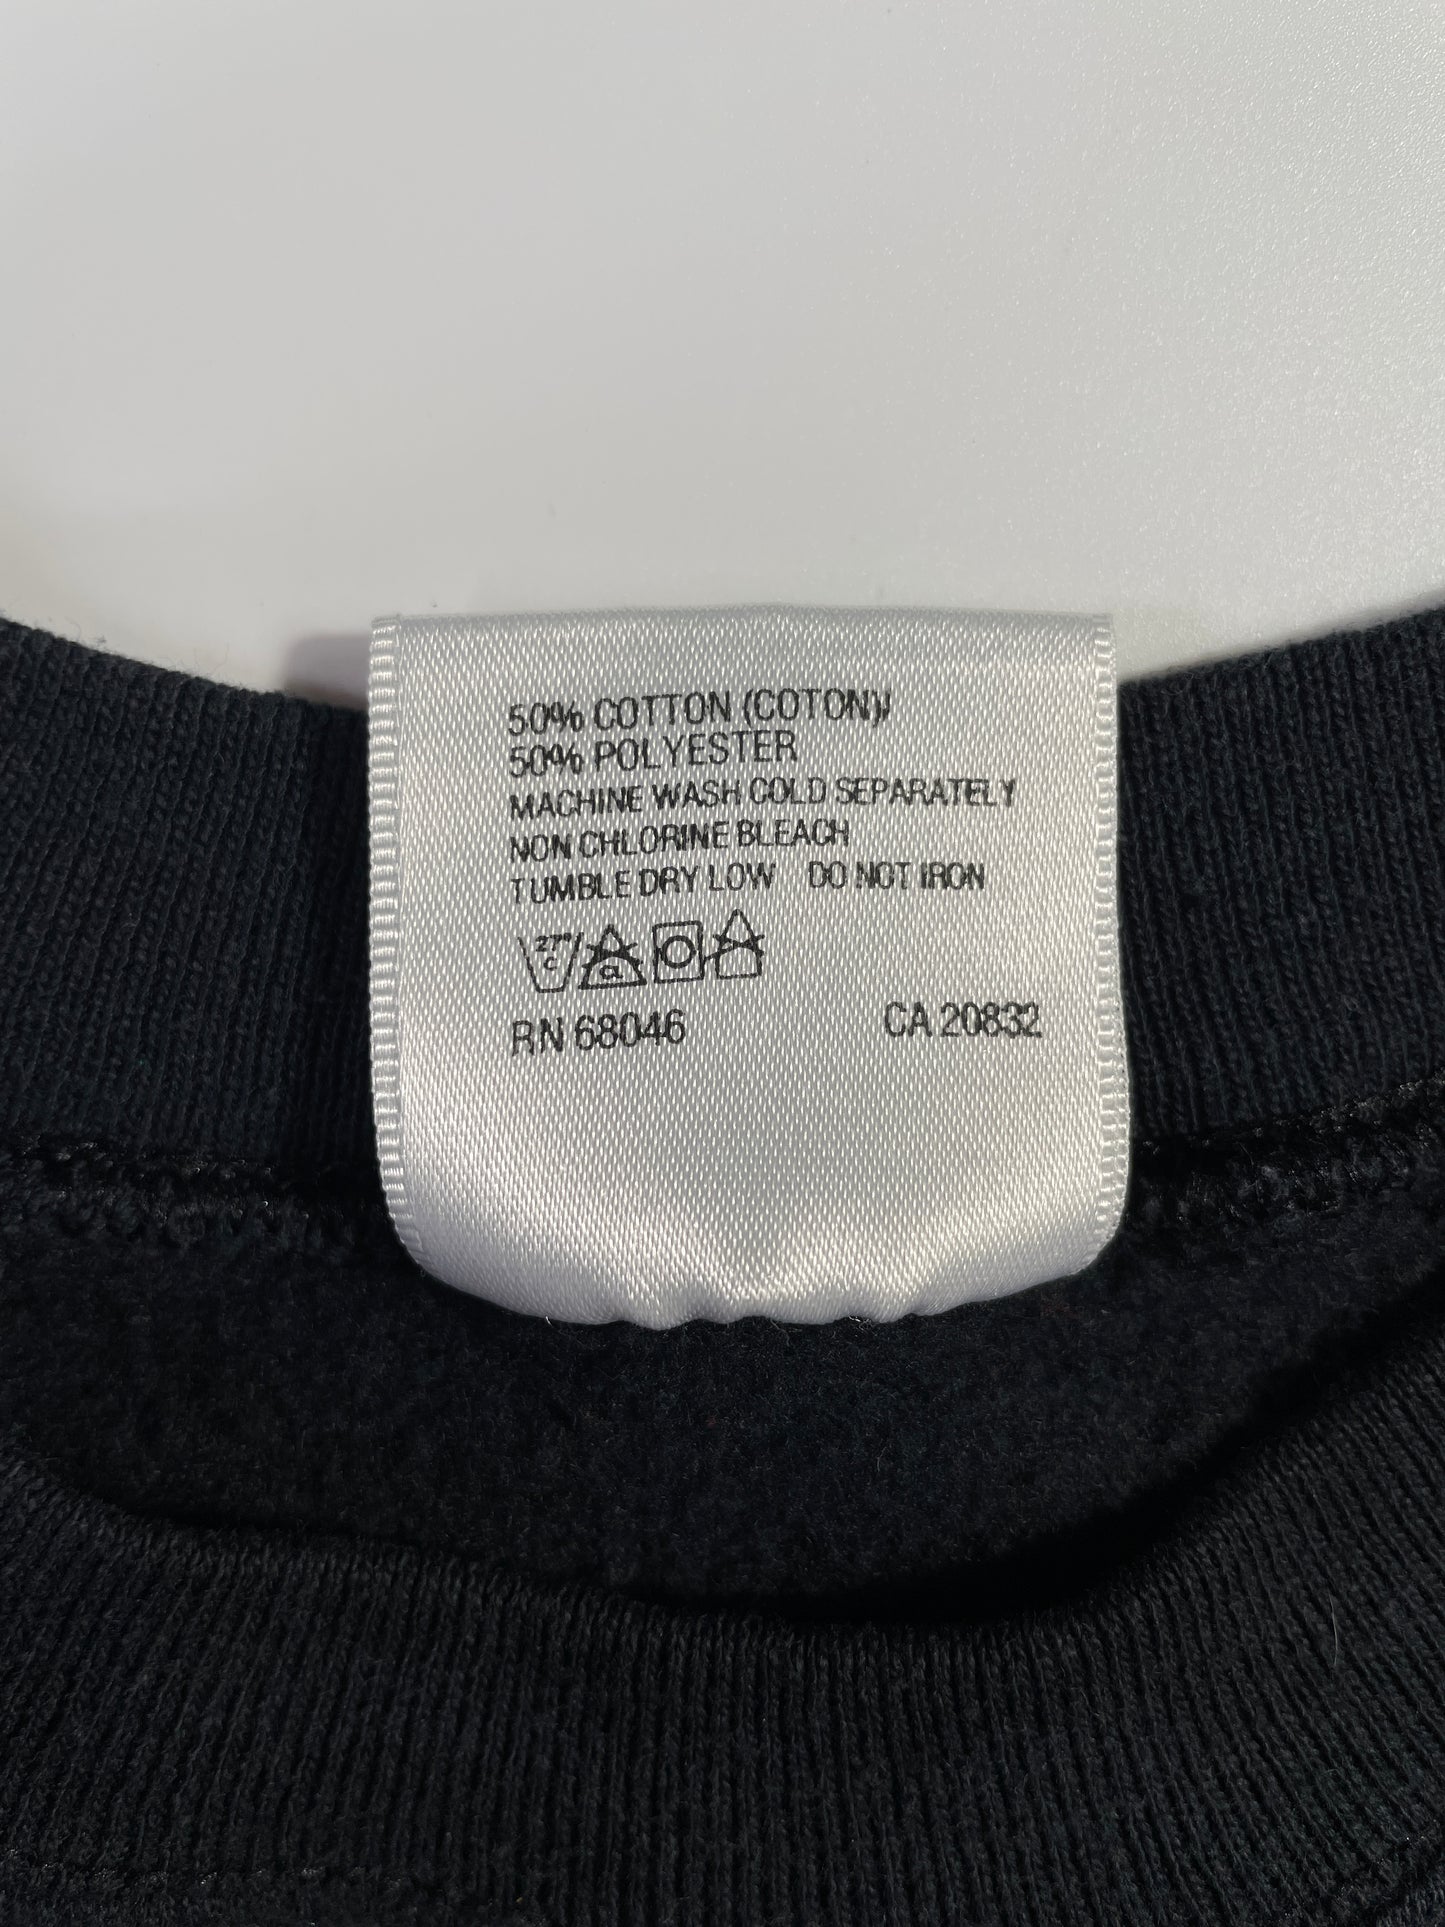 50% COTTON (COTON)/
50% POLYESTER
MACHINE WASH COLD SEPARATELY
NON CHLORINE BLEACH
TUMBLE DRY LOW DO NOT IRON
27° C a
RN 68046 CA 20832